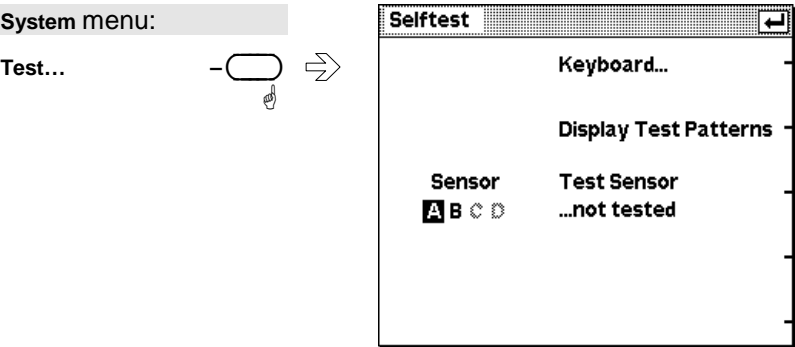 System menu:
Test...
Selftest
Keyboard...
Display Test Patterns
Sensor
A B C D
Test Sensor
...not tested